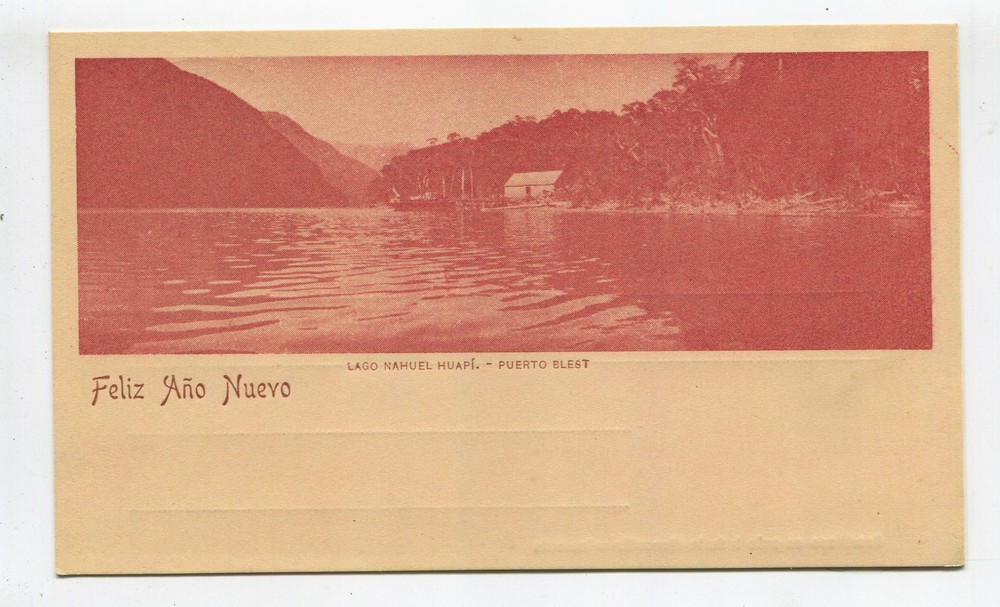 LAGO NAHUEL HUAPÍ. - PUERTO BLEST
Feliz Año Nuevo